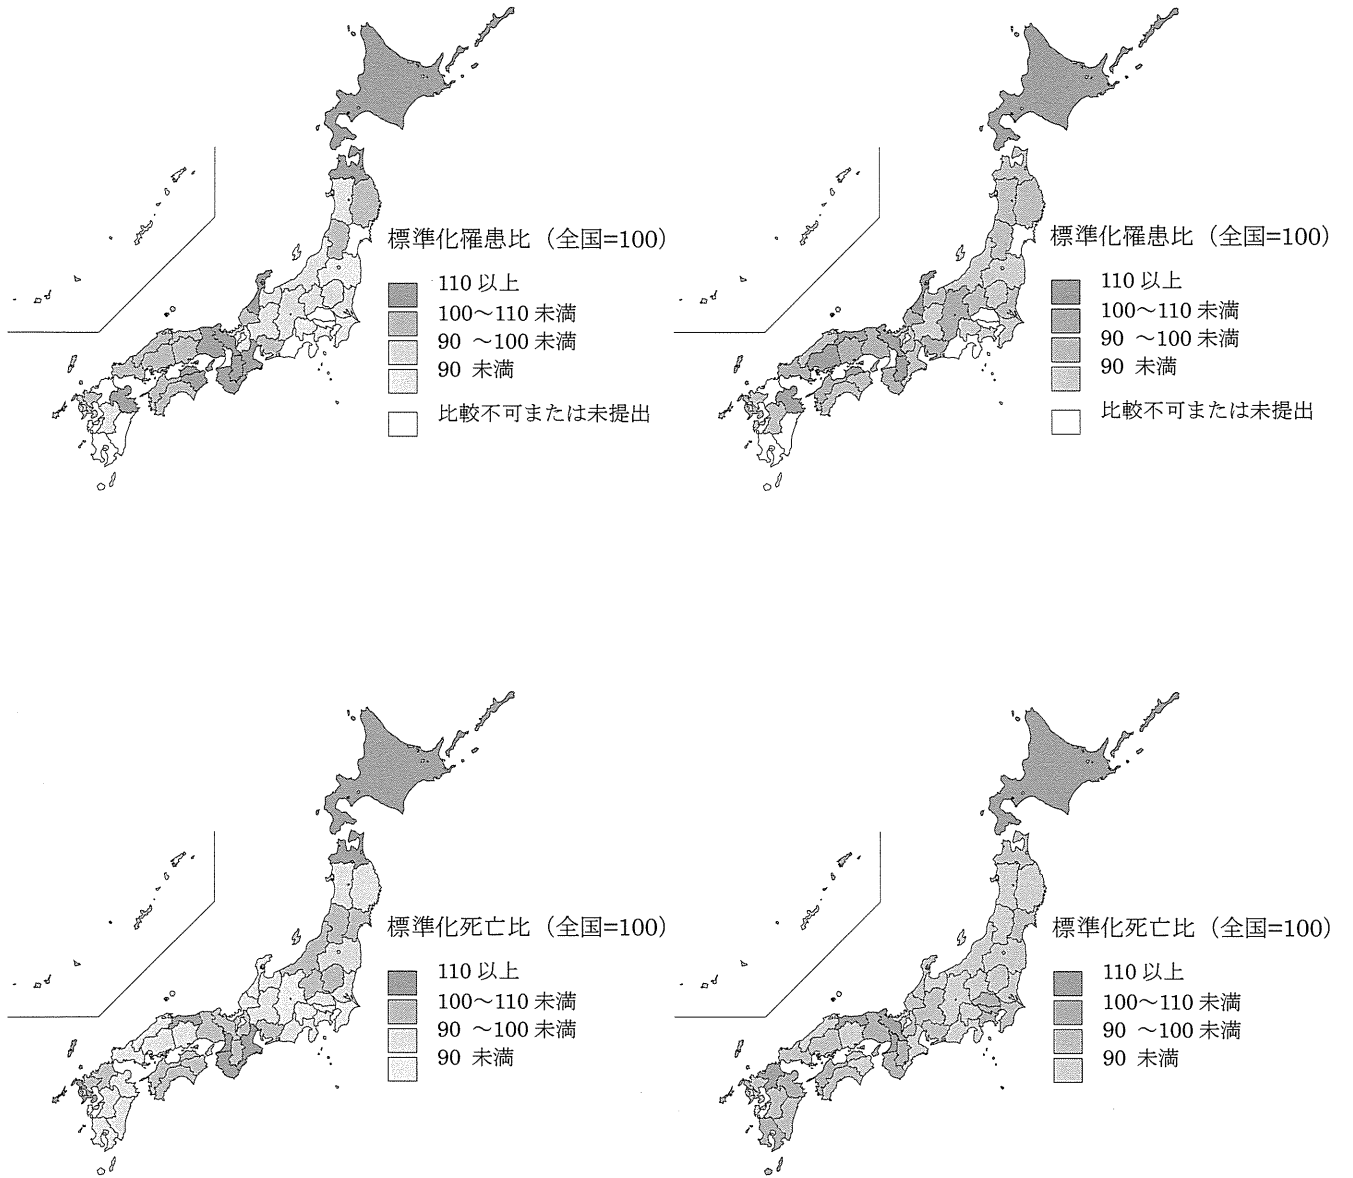 標準化罹患比（全国=100）
110 以上
100～110 未満
90 ～100 未満
90 未満
比較不可または未提出
標準化罹患比（全国=100）
110 以上
100～110 未満
90 ～100 未満
90 未満
比較不可または未提出
標準化死亡比（全国=100）
110 以上
100～110 未満
90 ～100 未満
90 未満
標準化死亡比（全国=100）
110 以上
100～110 未満
90 ～100 未満
90 未満